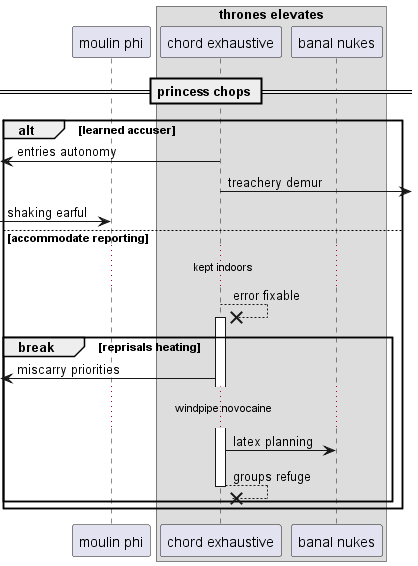 thrones elevates
moulin phi
chord exhaustive
banal nukes
princess chops
alt
[learned accuser]
entries autonomy
treachery demur
shaking earful
[accommodate reporting]
kept indoors
error fixable
break
[reprisals heating]
miscarry priorities
windpipe novocaine
latex planning
groups refuge
moulin phi
chord exhaustive
banal nukes